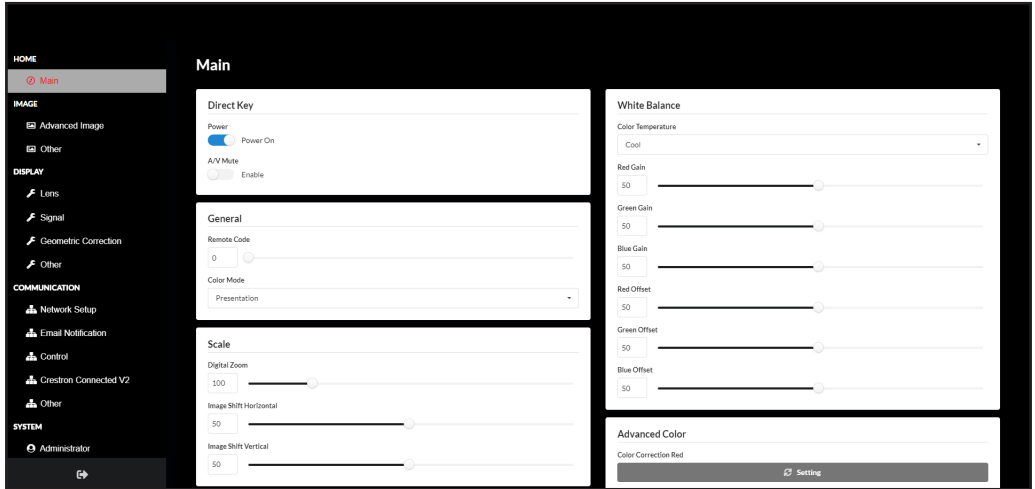 HOME
Main
IMAGE
Advanced Image
Other
DISPLAY
Lens
Signal
Geometric Correction
Other
COMMUNICATION
Network Setup
Email Notification
Control
Crestron Connected V2
Other
SYSTEM
Administrator
Main
Direct Key
Power
Power On
A/V Mute
Enable
General
Remote Code
0
Color Mode
Presentation
Scale
Digital Zoom
100
Image Shift Horizontal
50
Image Shift Vertical
50
White Balance
Color Temperature
Cool
Red Gain
50
Green Gain
50
Blue Gain
50
Red Offset
50
Green Offset
50
Blue Offset
50
Advanced Color
Color Correction Red
Setting